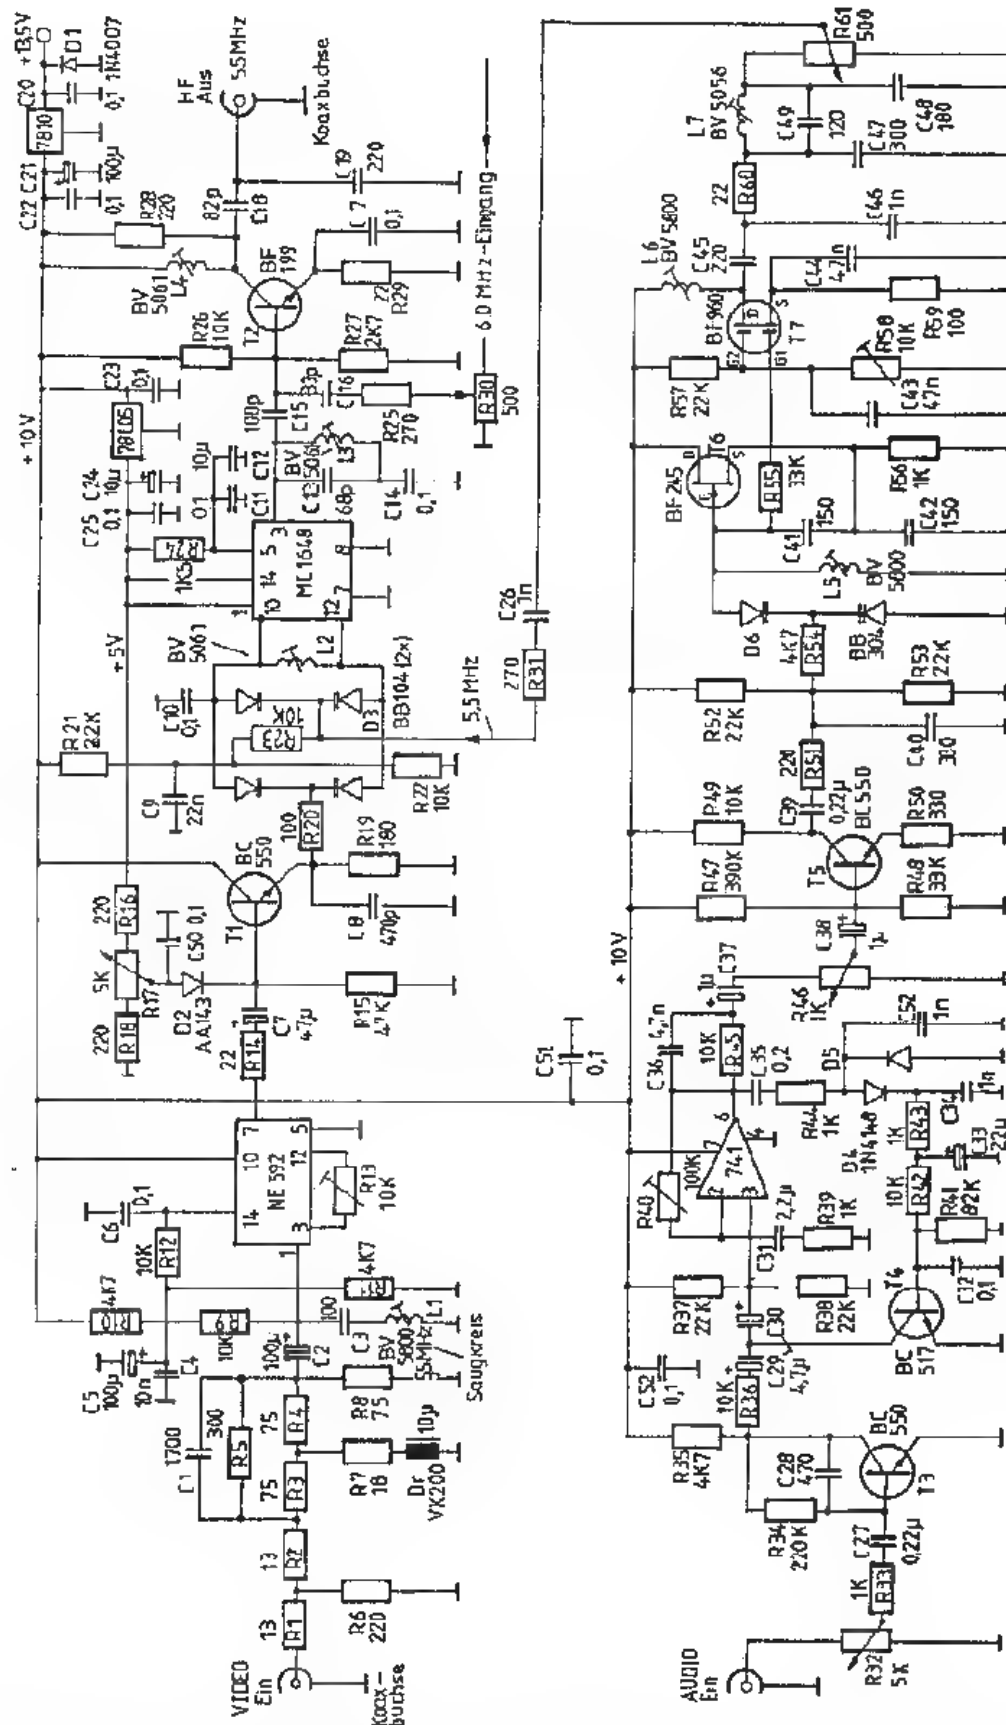 VIDEO
Ein
Koax-
buchse
13
R1
R6
220
13
R2
C1
1700
R5
300
75
R3
75
R4
R7
18
Dr
VK200
10µ
R8
75
C5
100µ
10n
C4
4K7
10K
100µ
C2
100
C3
BV
5800
55MHz
L1
Saugkreis
4K7
C6
0,1
10K
R12
14
10
7
NE 592
1
3
12
5
R13
10K
22
R14
C7
47µ
R15
220
R18
5K
R17
D2
AA143
C50 0,1
220
R16
T1
BC
550
C8
470p
R19
180
100
R20
C9
22n
R21
22K
R22
10K
R23
10K
C10
0,1
D3
BB104 (2x)
BV
5061
L2
5,5 MHz
+5V
+10V
R24
1K5
C25
0,1
C24
10µ
78L05
C23
0,1
1
10
14
5
3
MC1648
12
7
8
C11
C12
10µ
C13
68p
BV
5061
L3
C14
0,1
100p
C15
C16
R25
270
R26
10K
R27
2K7
T2
BF
199
BV
5061
L4
R28
220
22
R29
C17
0,1
82p
C18
C19
220
C22
0,1
C21
100µ
7810
C20
0,1
D1
1N4007
+13,5V
HF
Aus
55MHz
Koaxbuchse
R30
500
6.0 MHz-Eingang
270
R31
C26
1n
C51
0,1
+10V
AUDIO
Ein
R32
5K
1K
R33
C27
0,22µ
R34
220K
C28
470
T3
BC
550
R35
4K7
10K
R36
C52
0,1
C29
4,7µ
C30
R37
22K
R38
22K
BC
517
T4
C31
2,2µ
R39
1K
R40
100K
2
3
741
7
6
4
C36
4,7n
10K
R45
C35
0,2
R44
1K
D4
1N4148
D5
C52
1n
10K
R42
1K
R43
R41
82K
0,1
C33
22µ
C34
1n
1µ
C37
R46
1K
C38
1µ
R47
390K
R48
33K
T5
BC550
R49
10K
R50
330
C39
0,22µ
220
R51
C40
330
R52
22K
R53
22K
4K7
R54
D6
BB
304
L5
BV
5800
BF245
G
D
S
T6
C41
150
C42
150
R55
33K
R56
1K
R57
22K
R58
10K
C43
47n
R59
100
BF960
G2
G1
D
S
T7
C44
4,7n
L6
BV 5800
C45
220
C46
1n
22
R60
L7
BV 5056
C49
120
C47
300
C48
180
R61
500